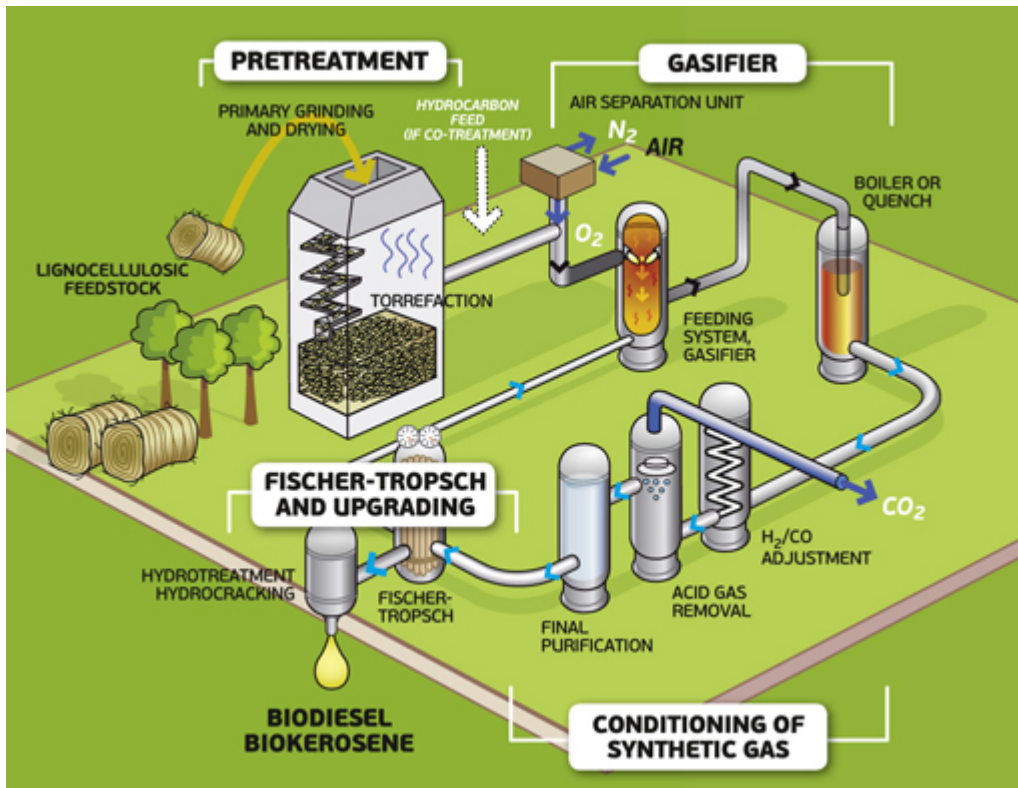 PRETREATMENT
PRIMARY GRINDING
AND DRYING
HYDROCARBON
FEED
(IF CO-TREATMENT)
GASIFIER
AIR SEPARATION UNIT
N2
AIR
O2
BOILER OR
QUENCH
LIGNOCELLULOSIC
FEEDSTOCK
TORREFACTION
FEEDING
SYSTEM,
GASIFIER
FISCHER-TROPSCH
AND UPGRADING
CO2
H2/CO
ADJUSTMENT
HYDROTREATMENT
HYDROCRACKING
FISCHER-
TROPSCH
ACID GAS
REMOVAL
FINAL
PURIFICATION
BIODIESEL
BIOKEROSENE
CONDITIONING OF
SYNTHETIC GAS